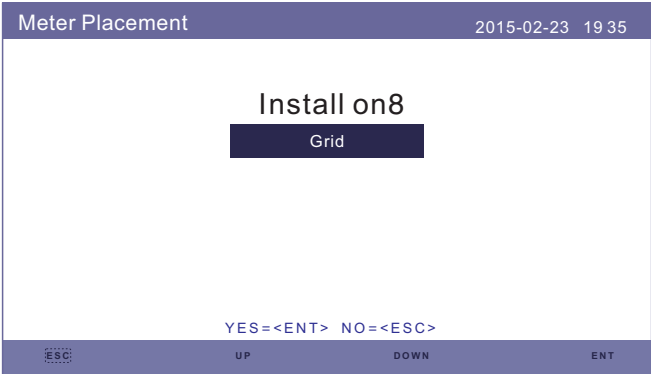 Meter Placement 2015-02-23 19 35
Install on8
Grid
YES=<ENT> NO=<ESC>
ESC UP DOWN ENT